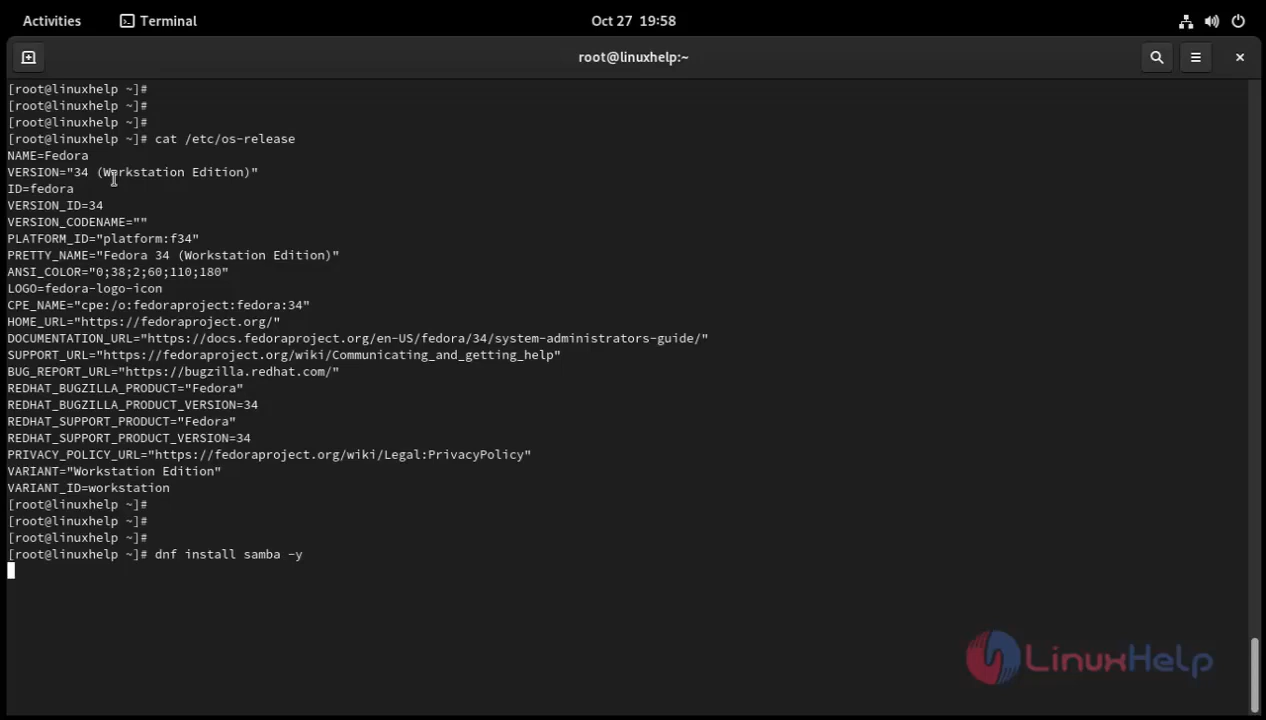 Activities Terminal Oct 27 19:58
root@linuxhelp:~
[root@linuxhelp ~]#
[root@linuxhelp ~]#
[root@linuxhelp ~]#
[root@linuxhelp ~]# cat /etc/os-release
NAME=Fedora
VERSION="34 (Workstation Edition)"
ID=fedora
VERSION_ID=34
VERSION_CODENAME=""
PLATFORM_ID="platform:f34"
PRETTY_NAME="Fedora 34 (Workstation Edition)"
ANSI_COLOR="0;38;2;60;110;180"
LOGO=fedora-logo-icon
CPE_NAME="cpe:/o:fedoraproject:fedora:34"
HOME_URL="https://fedoraproject.org/"
DOCUMENTATION_URL="https://docs.fedoraproject.org/en-US/fedora/34/system-administrators-guide/"
SUPPORT_URL="https://fedoraproject.org/wiki/Communicating_and_getting_help"
BUG_REPORT_URL="https://bugzilla.redhat.com/"
REDHAT_BUGZILLA_PRODUCT="Fedora"
REDHAT_BUGZILLA_PRODUCT_VERSION=34
REDHAT_SUPPORT_PRODUCT="Fedora"
REDHAT_SUPPORT_PRODUCT_VERSION=34
PRIVACY_POLICY_URL="https://fedoraproject.org/wiki/Legal:PrivacyPolicy"
VARIANT="Workstation Edition"
VARIANT_ID=workstation
[root@linuxhelp ~]#
[root@linuxhelp ~]#
[root@linuxhelp ~]#
[root@linuxhelp ~]# dnf install samba -y
LinuxHelp